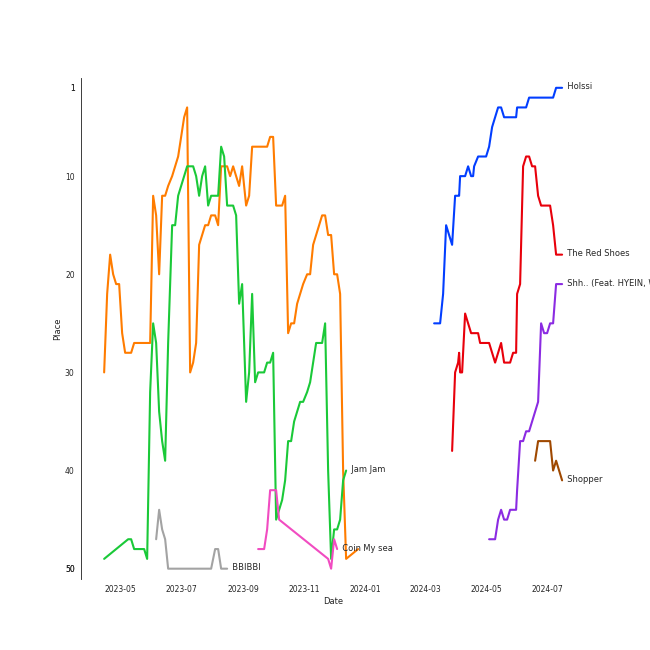 1
Holssi
10
The Red Shoes
20
Shh.. (Feat. HYEIN,
Place
30
40
Jam Jam
Shopper
Coin My sea
50
BBIBBI
2023-05
2023-07
2023-09
2023-11
2024-01
2024-03
2024-05
2024-07
Date